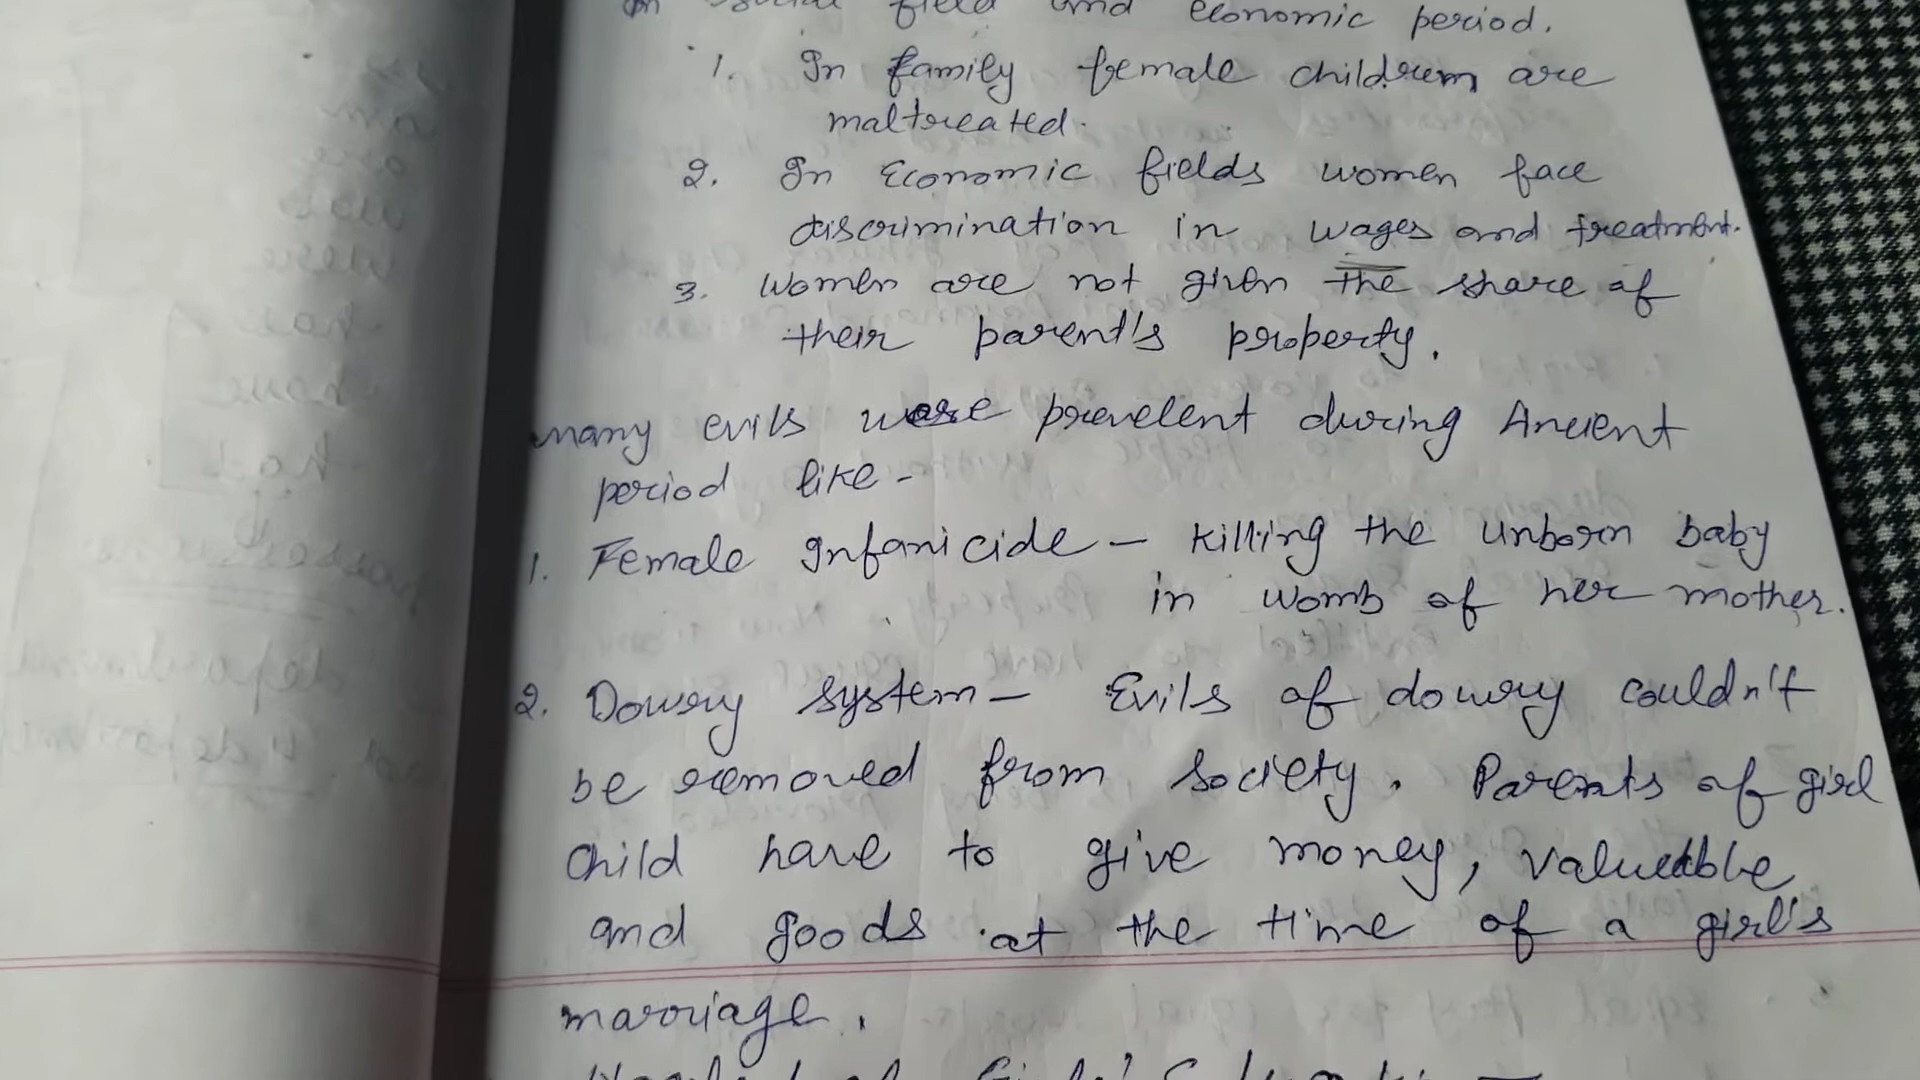 social field and economic period.
1. In family female children are
maltreated.
2. In Economic fields women face
discrimination in wages and treatment.
3. Women are not given the share of
their parent's property.
many evils were prevelent during Ancient
period like -
1. Female Infanicide - killing the unborn baby
in womb of her mother.
2. Dowry system - Evils of dowry couldn't
be removed from society. Parents of girl
child have to give money, valuable
and goods at the time of a girl's
marriage.